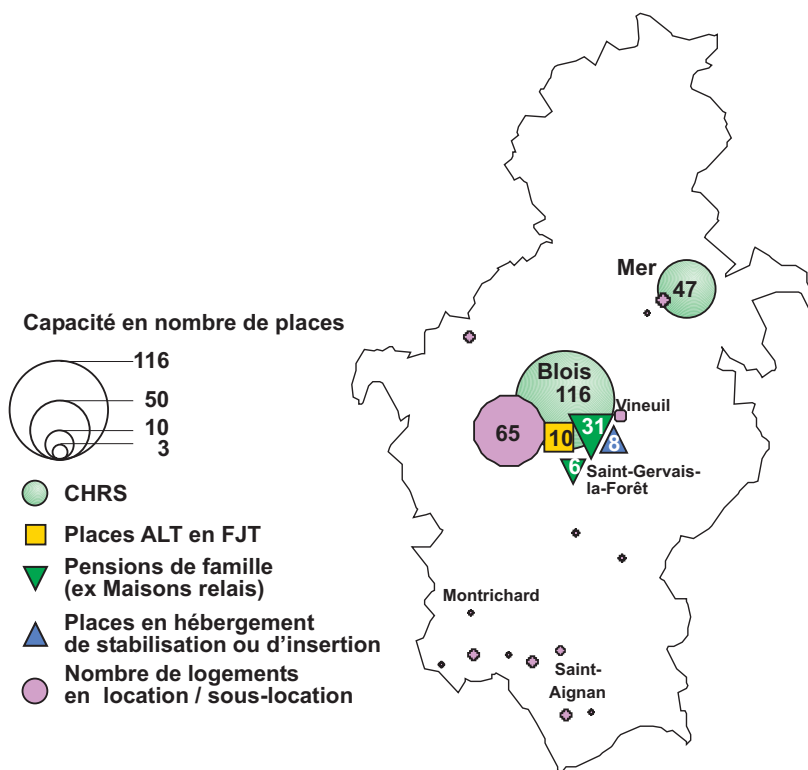 Mer
47
Capacité en nombre de places
116
50
10
3
Blois
116
Vineuil
65
10
31
8
6
Saint-Gervais-
la-Forêt
CHRS
Places ALT en FJT
Pensions de famille
(ex Maisons relais)
Places en hébergement
de stabilisation ou d'insertion
Nombre de logements
en location / sous-location
Montrichard
Saint-
Aignan